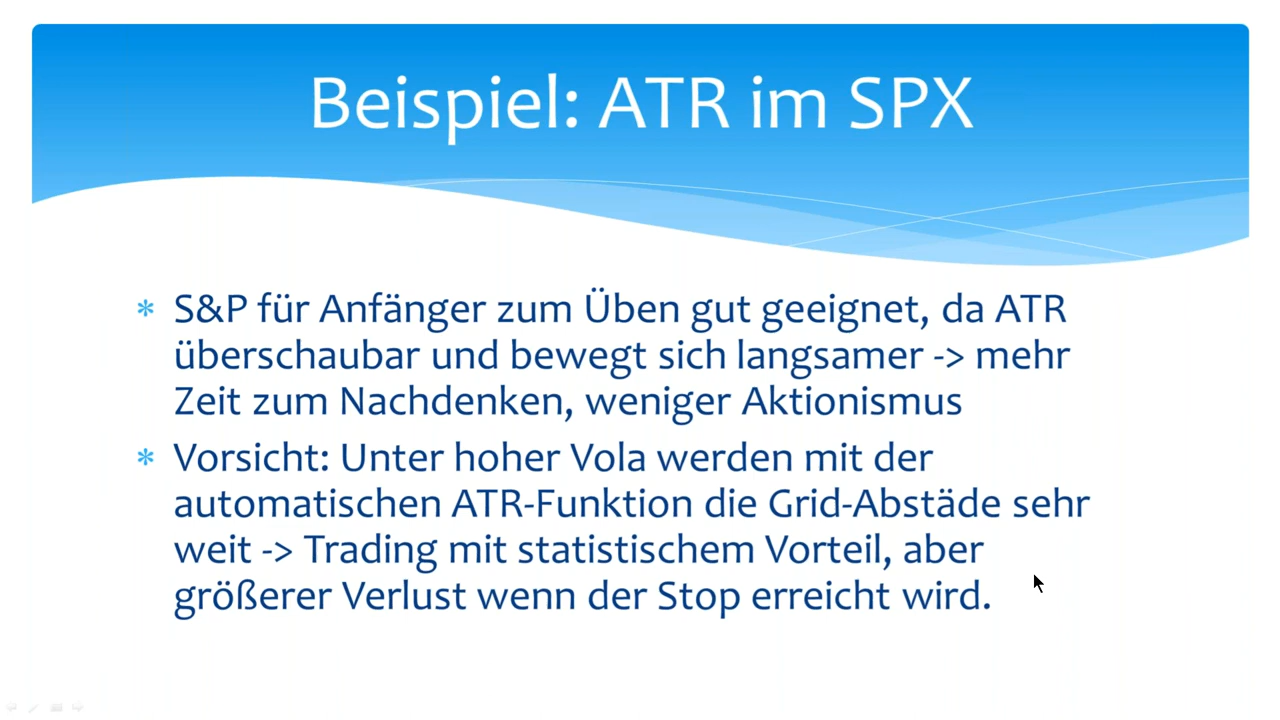 Beispiel: ATR im SPX
* S&P für Anfänger zum Üben gut geeignet, da ATR
überschaubar und bewegt sich langsamer -> mehr
Zeit zum Nachdenken, weniger Aktionismus
* Vorsicht: Unter hoher Vola werden mit der
automatischen ATR-Funktion die Grid-Abstäde sehr
weit -> Trading mit statistischem Vorteil, aber
größerer Verlust wenn der Stop erreicht wird.